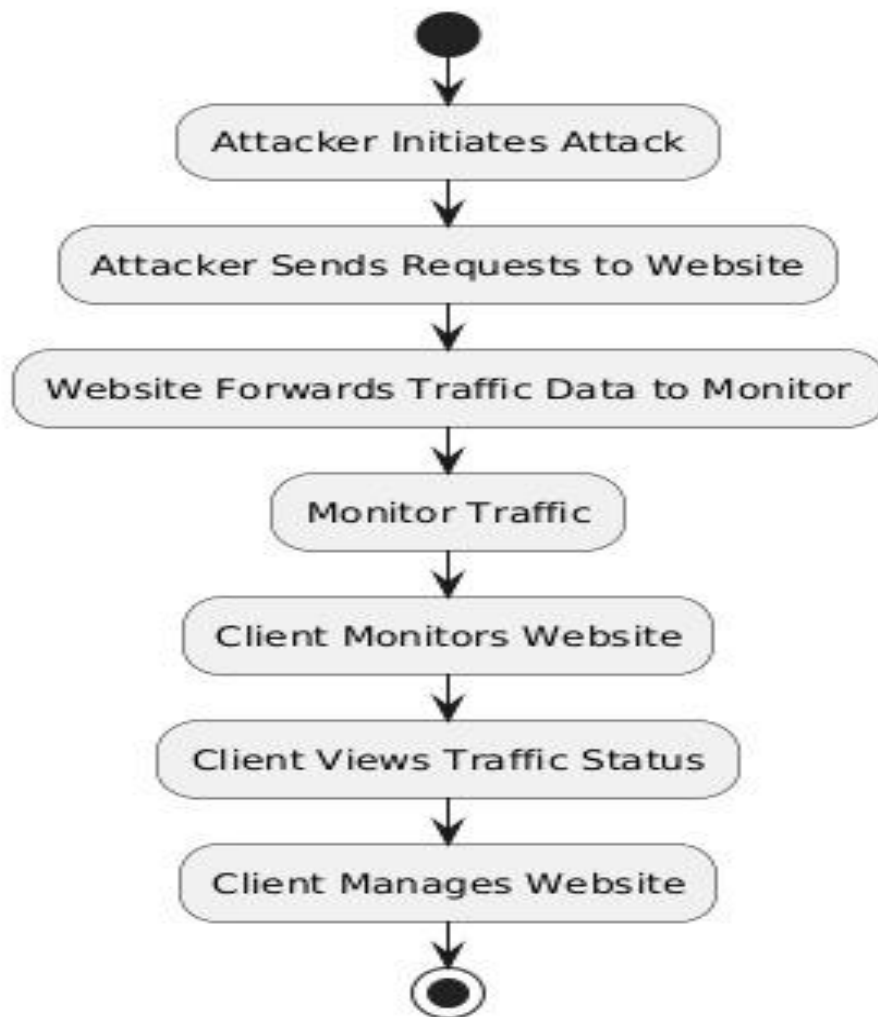 Attacker Initiates Attack
Attacker Sends Requests to Website
Website Forwards Traffic Data to Monitor
Monitor Traffic
Client Monitors Website
Client Views Traffic Status
Client Manages Website